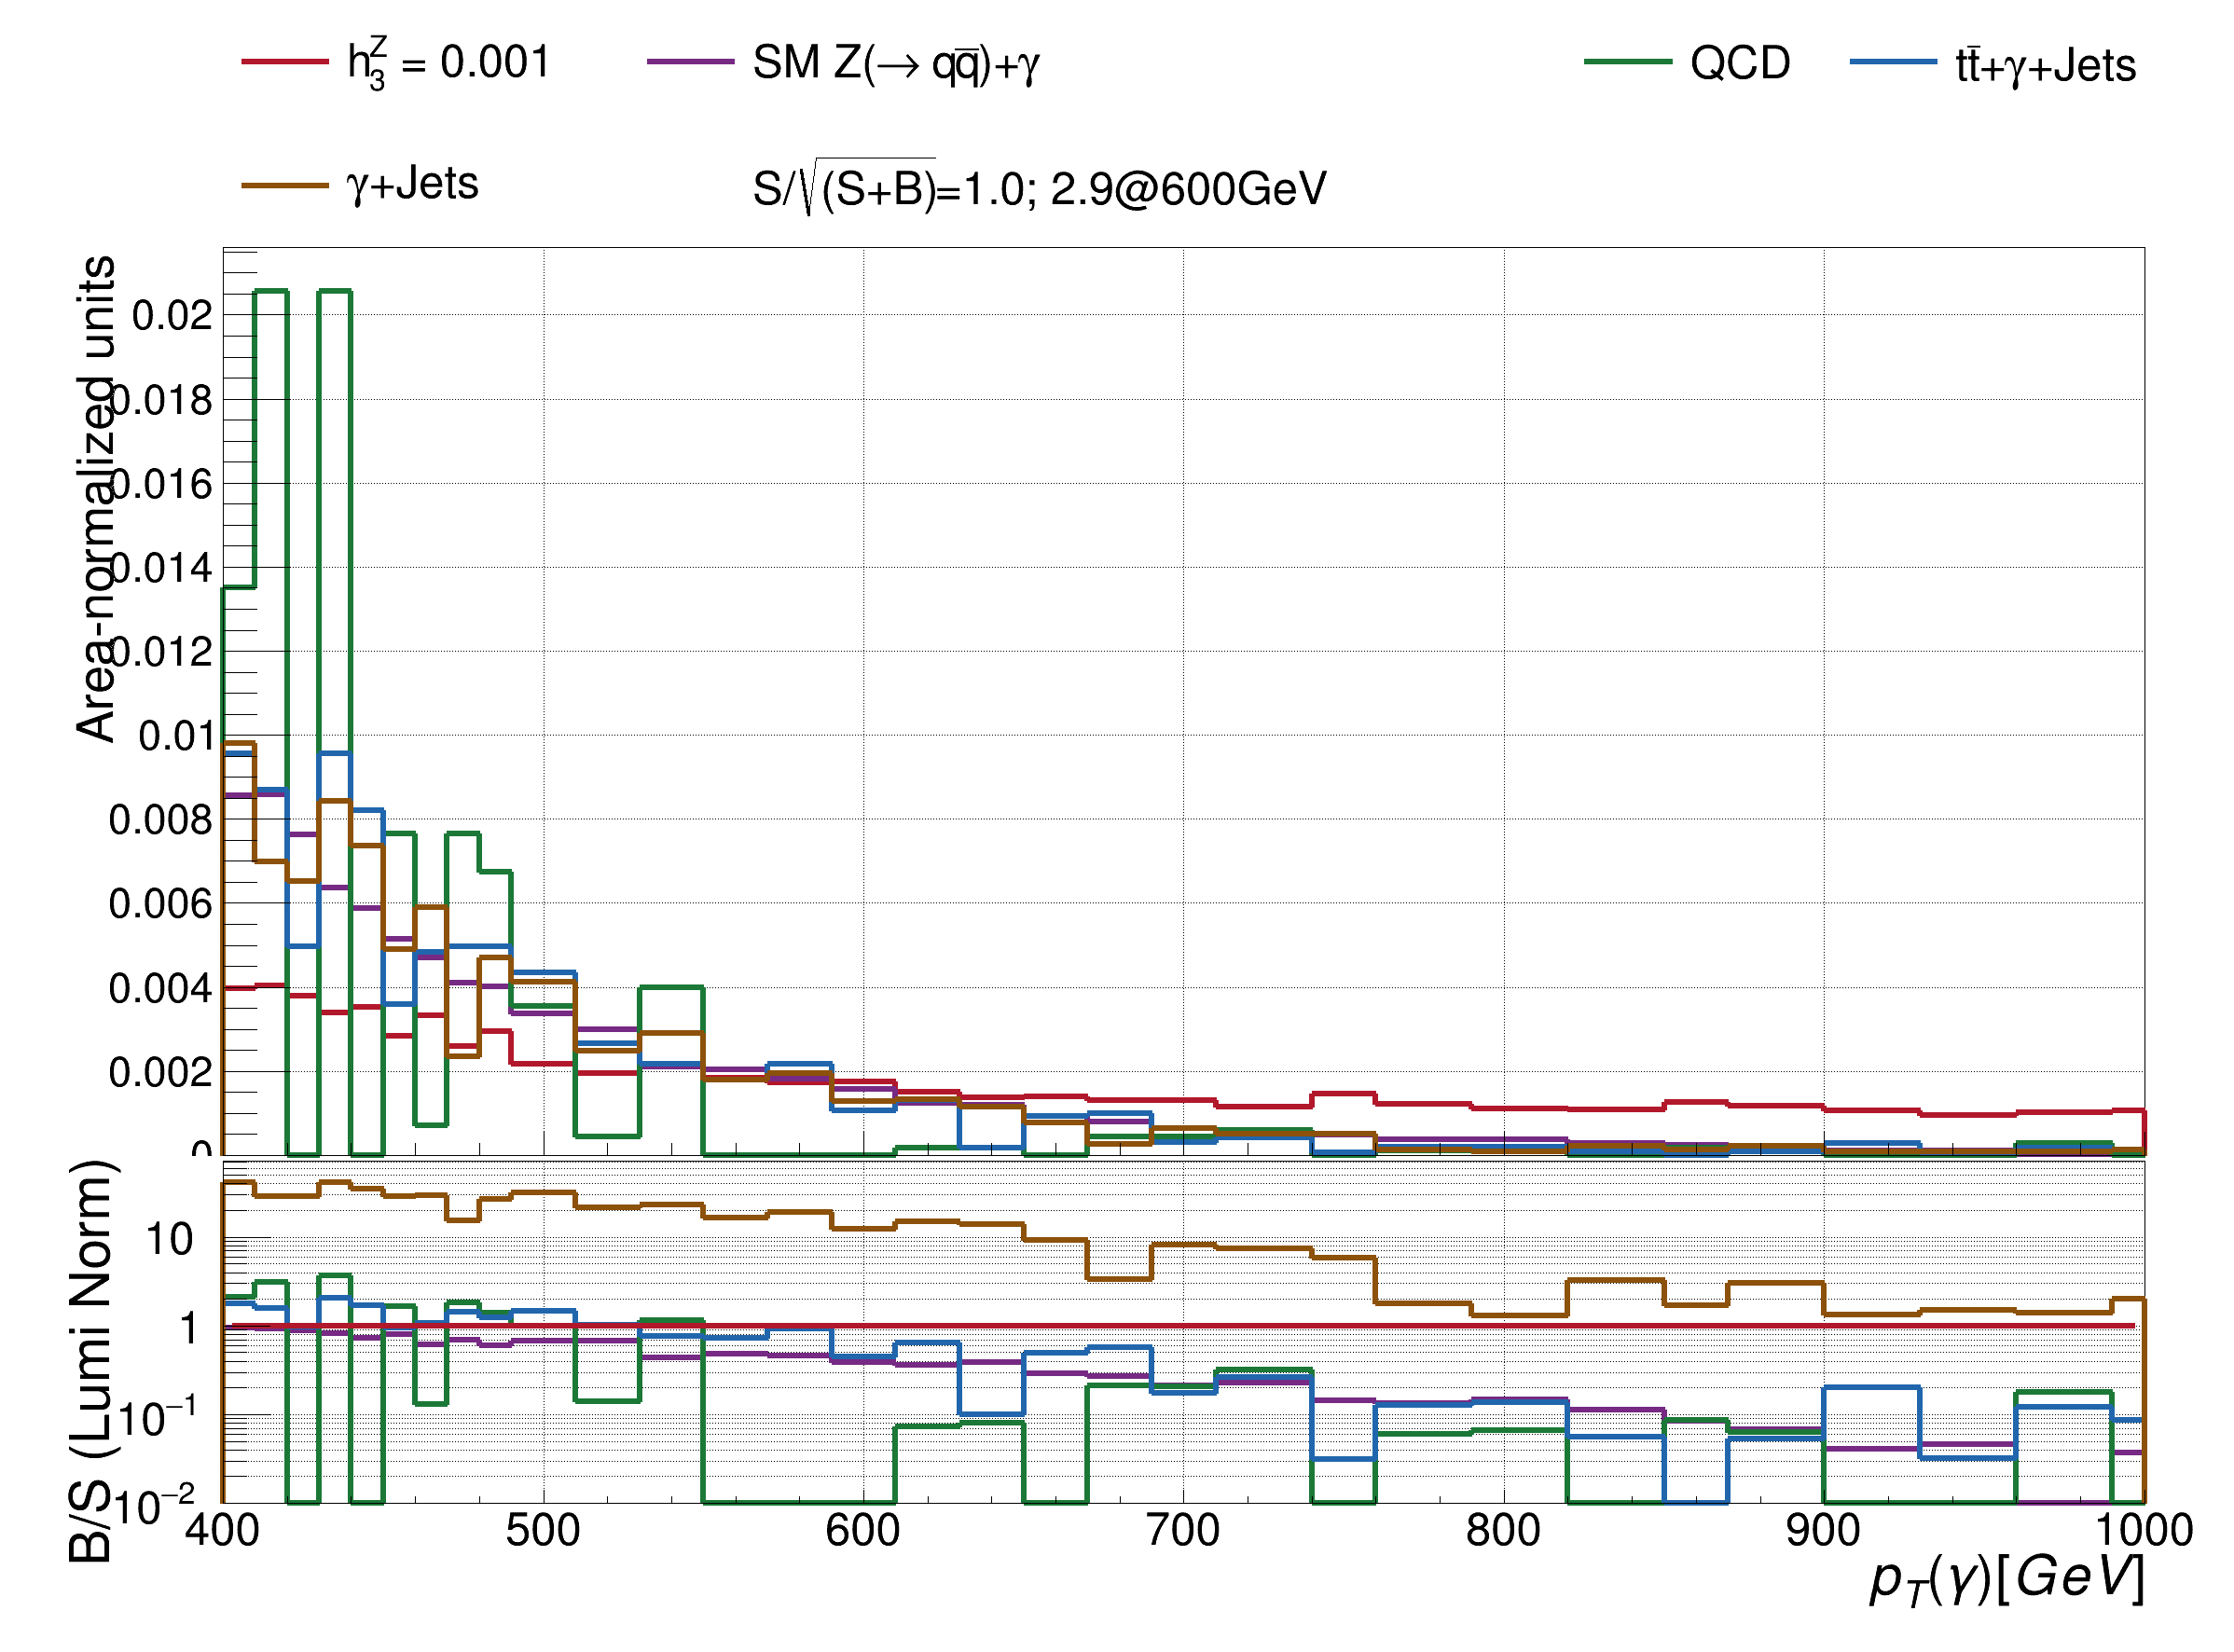 h₃ᶻ = 0.001 SM Z(→ qq̅)+γ QCD tt̄+γ+Jets
γ+Jets S/√(S+B)=1.0; 2.9@600GeV
Area-normalized units
0.02
0.018
0.016
0.014
0.012
0.01
0.008
0.006
0.004
0.002
0
B/S (Lumi Norm)
10
1
10⁻¹
10⁻²
400 500 600 700 800 900 1000
p_T(γ)[GeV]